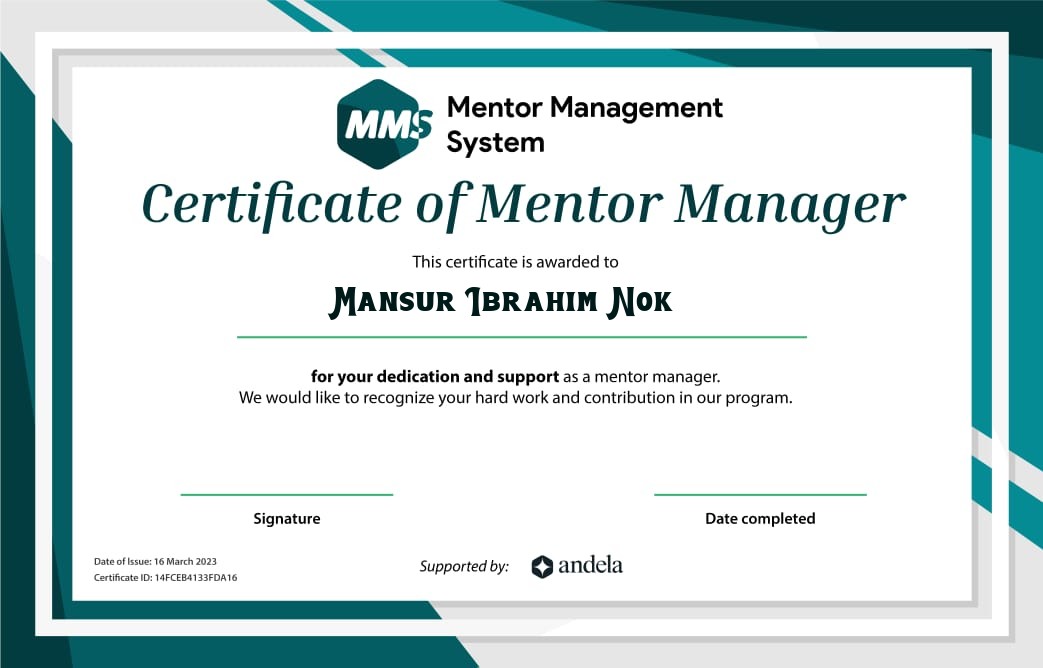 MMS
Mentor Management
System
Certificate of Mentor Manager
This certificate is awarded to
Mansur Ibrahim Nok
for your dedication and support as a mentor manager.
We would like to recognize your hard work and contribution in our program.
Signature
Date completed
Date of Issue: 16 March 2023
Certificate ID: 14FCEB4133FDA16
Supported by:
andela